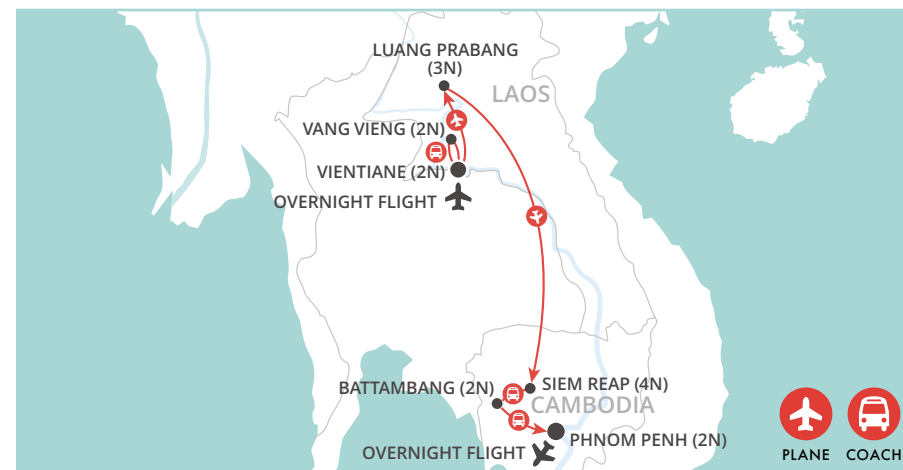 LUANG PRABANG
(3N)
LAOS
VANG VIENG (2N)
VIENTIANE (2N)
OVERNIGHT FLIGHT
BATTAMBANG (2N)
SIEM REAP (4N)
CAMBODIA
PHNOM PENH (2N)
OVERNIGHT FLIGHT
PLANE COACH